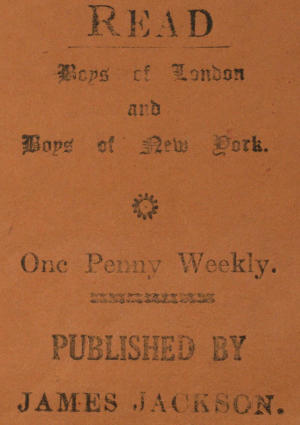 READ
Boys of London
and
Boys of New York.
One Penny Weekly.
PUBLISHED BY
JAMES JACKSON.